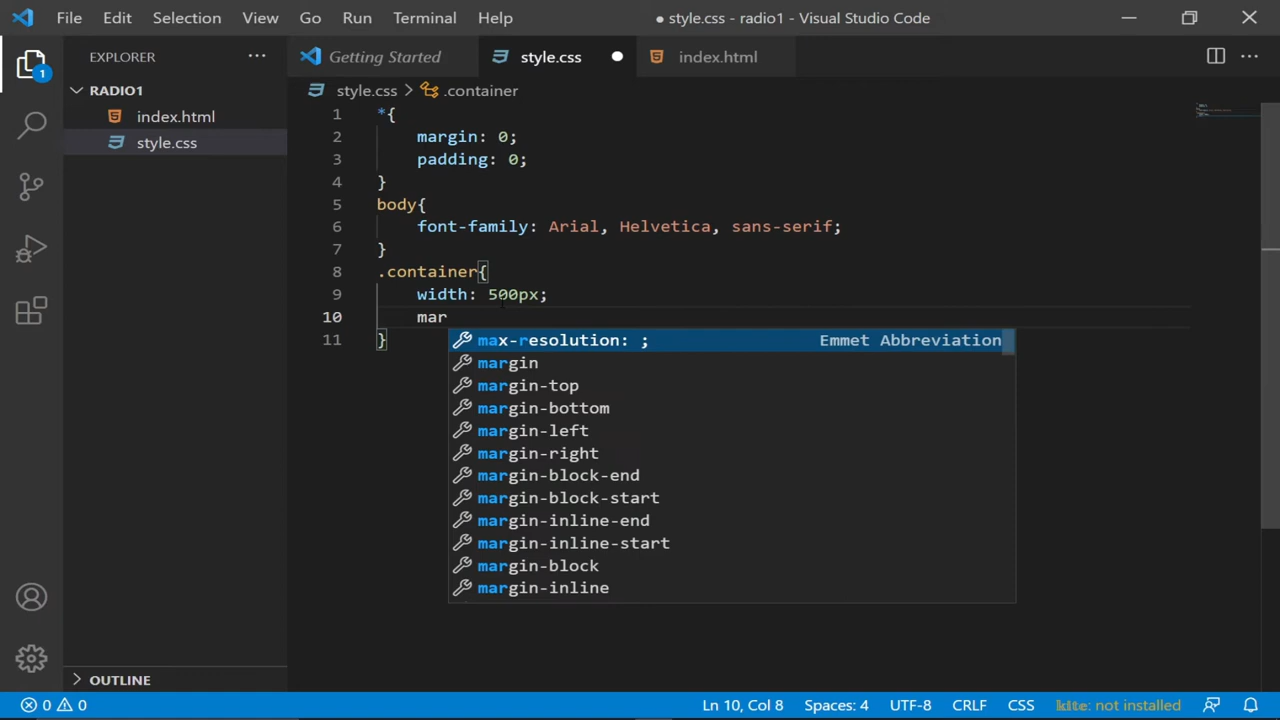 File Edit Selection View Go Run Terminal Help ● style.css - radio1 - Visual Studio Code
EXPLORER ··· Getting Started style.css ● index.html ···
1
RADIO1 style.css > .container
index.html
style.css
1 *{
2 margin: 0;
3 padding: 0;
4 }
5 body{
6 font-family: Arial, Helvetica, sans-serif;
7 }
8 .container{
9 width: 500px;
10 mar
11 }
max-resolution: ; Emmet Abbreviation
margin
margin-top
margin-bottom
margin-left
margin-right
margin-block-end
margin-block-start
margin-inline-end
margin-inline-start
margin-block
margin-inline
OUTLINE
0 0 Ln 10, Col 8 Spaces: 4 UTF-8 CRLF CSS kite: not installed